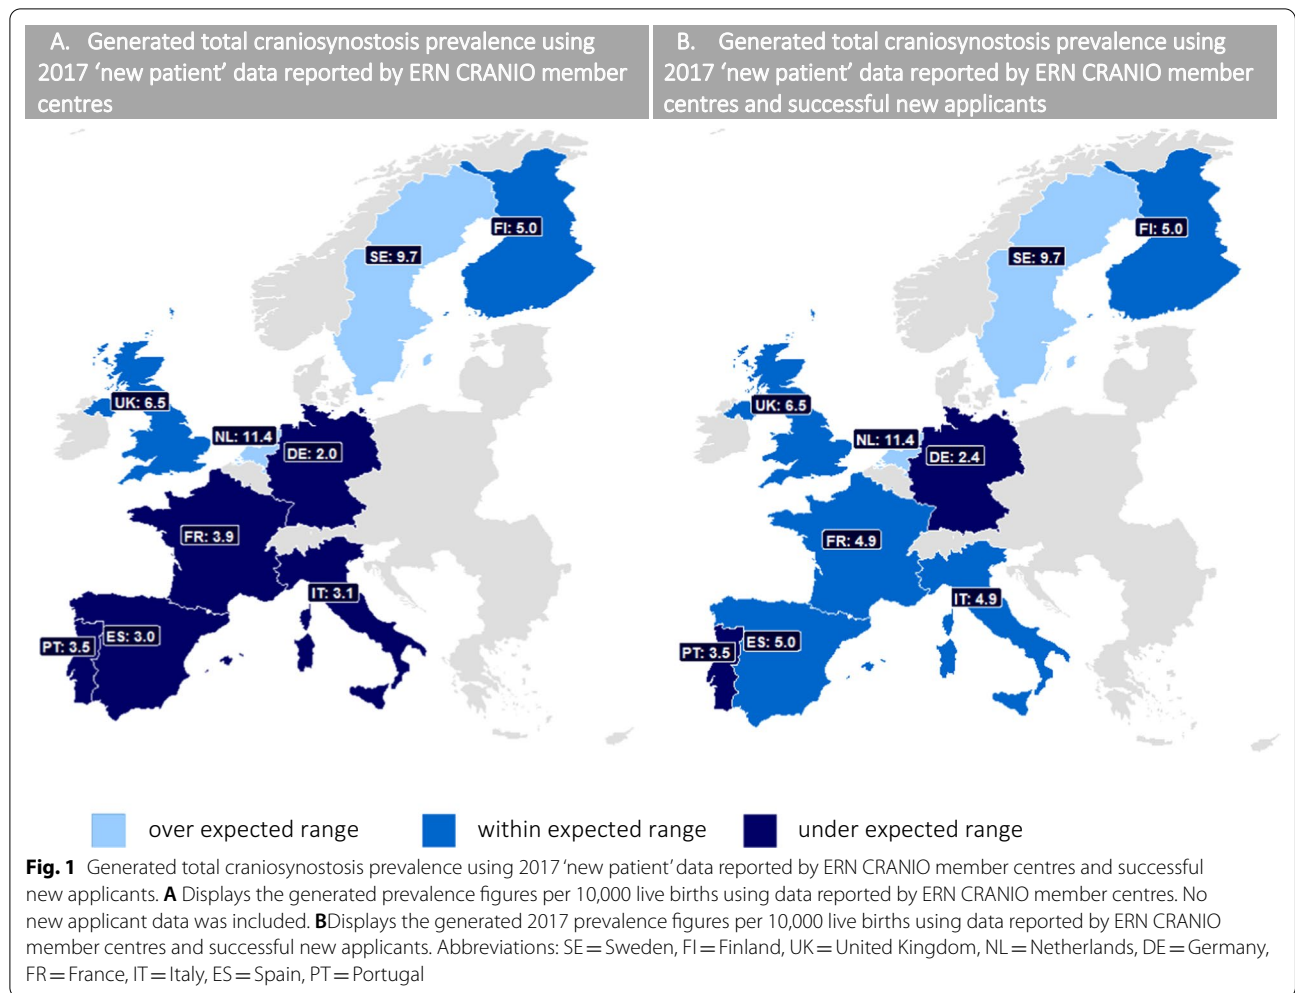 A. Generated total craniosynostosis prevalence using
2017 ‘new patient’ data reported by ERN CRANIO member
centres
B. Generated total craniosynostosis prevalence using
2017 ‘new patient’ data reported by ERN CRANIO member
centres and successful new applicants
FI: 5.0
SE: 9.7
UK: 6.5
NL: 11.4
DE: 2.0
FR: 3.9
IT: 3.1
ES: 3.0
PT: 3.5
FI: 5.0
SE: 9.7
UK: 6.5
NL: 11.4
DE: 2.4
FR: 4.9
IT: 4.9
ES: 5.0
PT: 3.5
over expected range
within expected range
under expected range
Fig. 1 Generated total craniosynostosis prevalence using 2017 ‘new patient’ data reported by ERN CRANIO member centres and successful
new applicants. A Displays the generated prevalence figures per 10,000 live births using data reported by ERN CRANIO member centres. No
new applicant data was included. BDisplays the generated 2017 prevalence figures per 10,000 live births using data reported by ERN CRANIO
member centres and successful new applicants. Abbreviations: SE = Sweden, FI = Finland, UK = United Kingdom, NL = Netherlands, DE = Germany,
FR = France, IT = Italy, ES = Spain, PT = Portugal